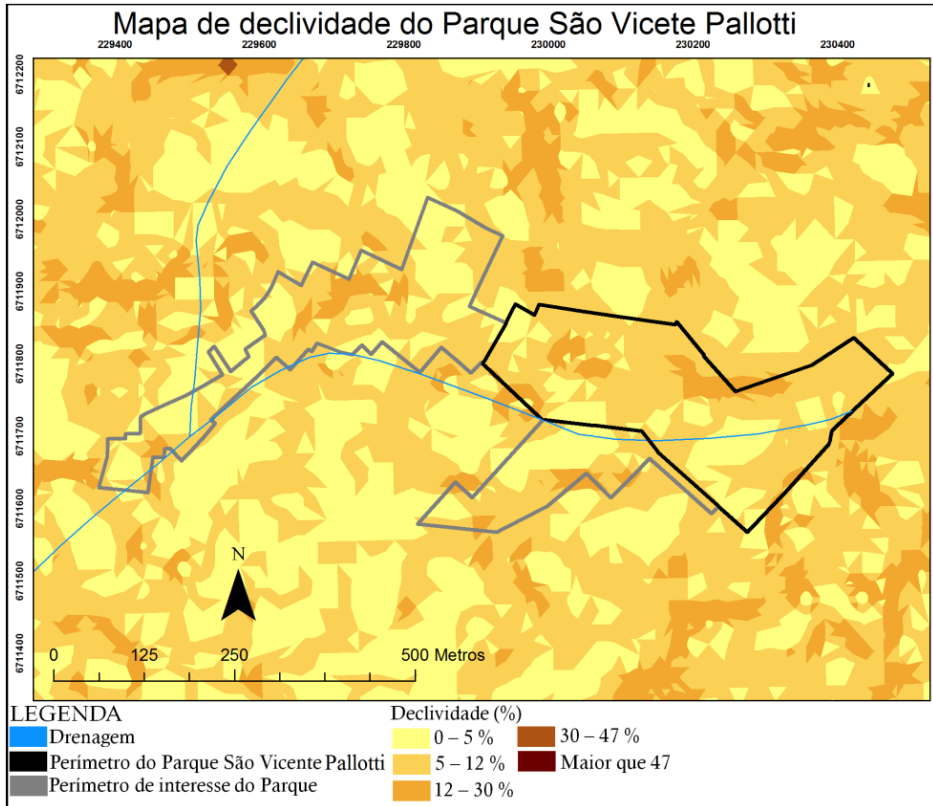 Mapa de declividade do Parque São Vicete Pallotti
229400 229600 229800 230000 230200 230400
6712200
6712100
6712000
6711900
6711800
6711700
6711600
6711500
6711400
N
0 125 250 500 Metros
LEGENDA
Drenagem
Perímetro do Parque São Vicente Pallotti
Perímetro de interesse do Parque
Declividade (%)
0 – 5 %
5 – 12 %
12 – 30 %
30 – 47 %
Maior que 47